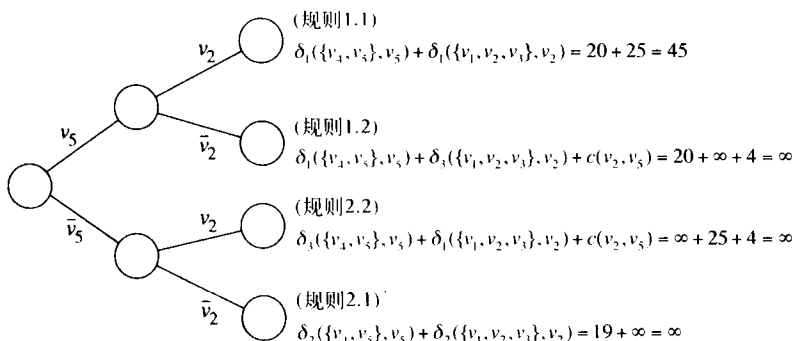 (规则1.1)
v₂
δ₁({v₄,v₅},v₅)+δ₁({v₁,v₂,v₃},v₂)=20+25=45
v₅
(规则1.2)
v̄₂
δ₁({v₄,v₅},v₅)+δ₃({v₁,v₂,v₃},v₂)+c(v₂,v₅)=20+∞+4=∞
(规则2.2)
v̄₅
v₂
δ₃({v₄,v₅},v₅)+δ₁({v₁,v₂,v₃},v₂)+c(v₂,v₅)=∞+25+4=∞
(规则2.1)
v̄₂
δ₂({v₄,v₅},v₅)+δ₂({v₁,v₂,v₃},v₂)=19+∞=∞